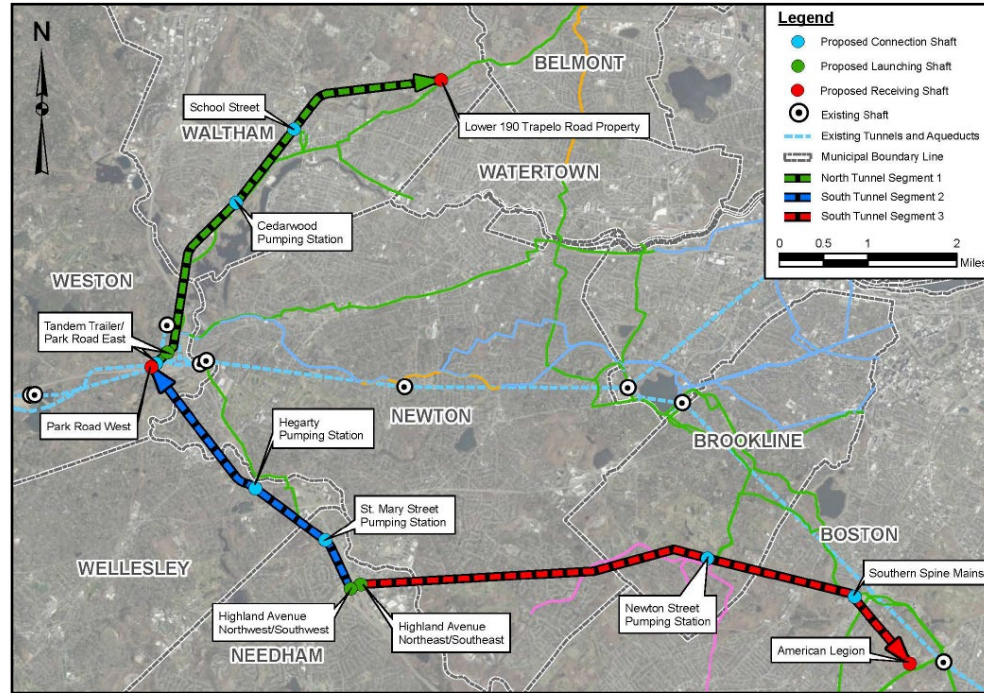 N
BELMONT
School Street
WALTHAM
Lower 190 Trapelo Road Property
WATERTOWN
Cedarwood
Pumping Station
WESTON
Tandem Trailer/
Park Road East
Park Road West
NEWTON
Hegarty
Pumping Station
BROOKLINE
St. Mary Street
Pumping Station
BOSTON
WELLESLEY
Southern Spine Mains
Highland Avenue
Northwest/Southwest
Highland Avenue
Northeast/Southeast
Newton Street
Pumping Station
NEEDHAM
American Legion
Legend
Proposed Connection Shaft
Proposed Launching Shaft
Proposed Receiving Shaft
Existing Shaft
Existing Tunnels and Aqueducts
Municipal Boundary Line
North Tunnel Segment 1
South Tunnel Segment 2
South Tunnel Segment 3
0 0.5 1 2
Miles